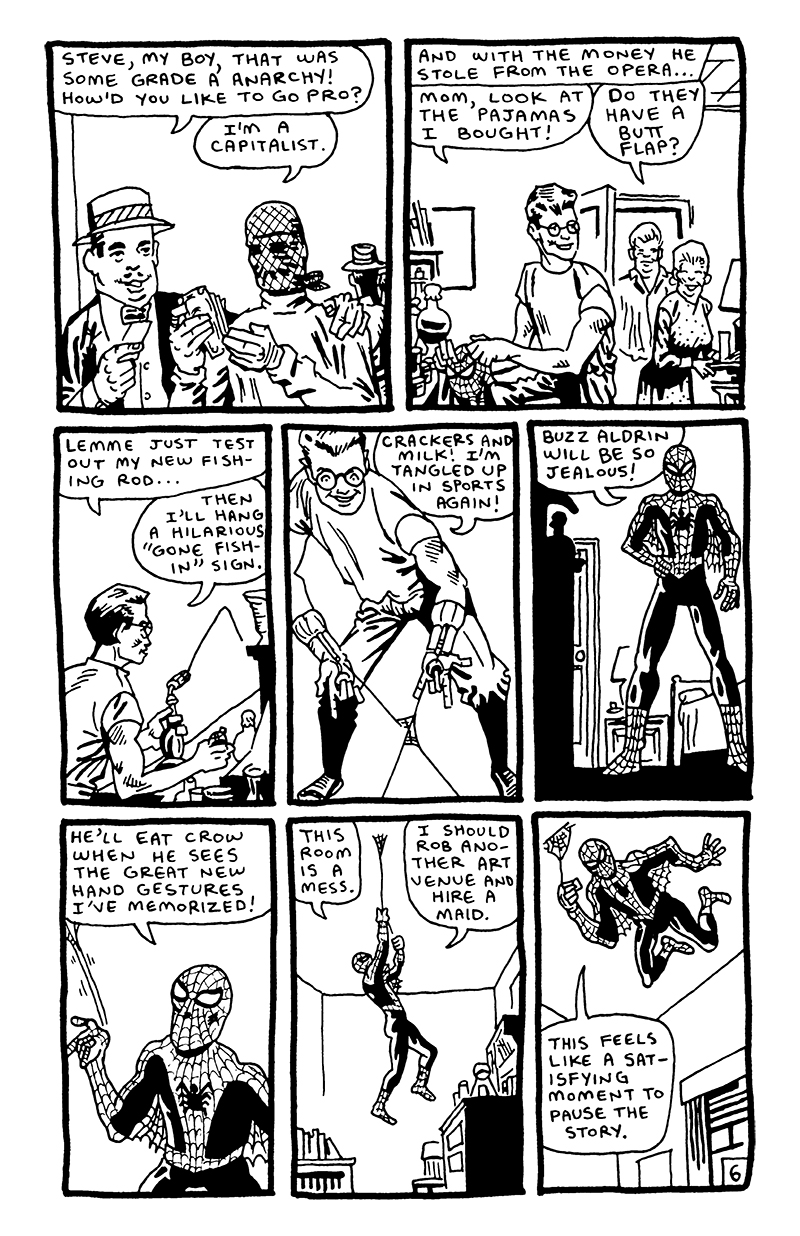 STEVE, MY BOY, THAT WAS
SOME GRADE A ANARCHY!
HOW'D YOU LIKE TO GO PRO?
I'M A
CAPITALIST.
AND WITH THE MONEY HE
STOLE FROM THE OPERA...
MOM, LOOK AT
THE PAJAMAS
I BOUGHT!
DO THEY
HAVE A
BUTT
FLAP?
LEMME JUST TEST
OUT MY NEW FISH-
ING ROD...
THEN
I'LL HANG
A HILARIOUS
"GONE FISH-
IN" SIGN.
CRACKERS AND
MILK! I'M
TANGLED UP
IN SPORTS
AGAIN!
BUZZ ALDRIN
WILL BE SO
JEALOUS!
HE'LL EAT CROW
WHEN HE SEES
THE GREAT NEW
HAND GESTURES
I'VE MEMORIZED!
THIS
ROOM
IS A
MESS.
I SHOULD
ROB ANO-
THER ART
VENUE AND
HIRE A
MAID.
THIS FEELS
LIKE A SAT-
ISFYING
MOMENT TO
PAUSE THE
STORY.
6